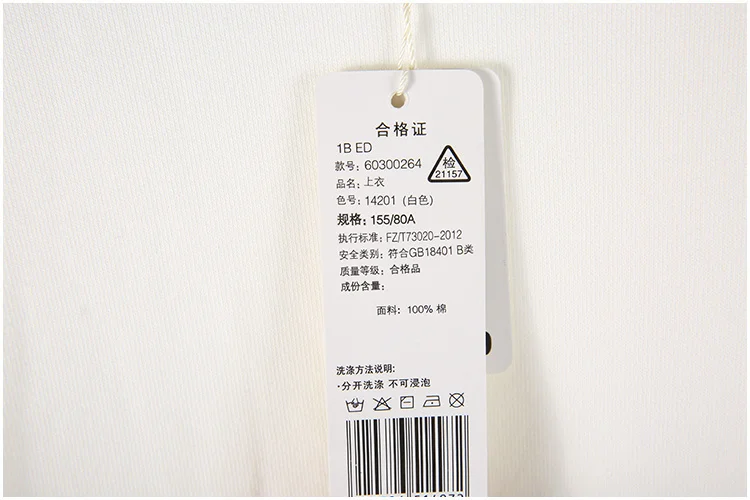 合格证
1B ED
款号: 60300264
检
21157
品名: 上衣
色号: 14201 (白色)
规格: 155/80A
执行标准: FZ/T73020-2012
安全类别: 符合GB18401 B类
质量等级: 合格品
成份含量:
面料: 100% 棉
洗涤方法说明:
·分开洗涤 不可浸泡